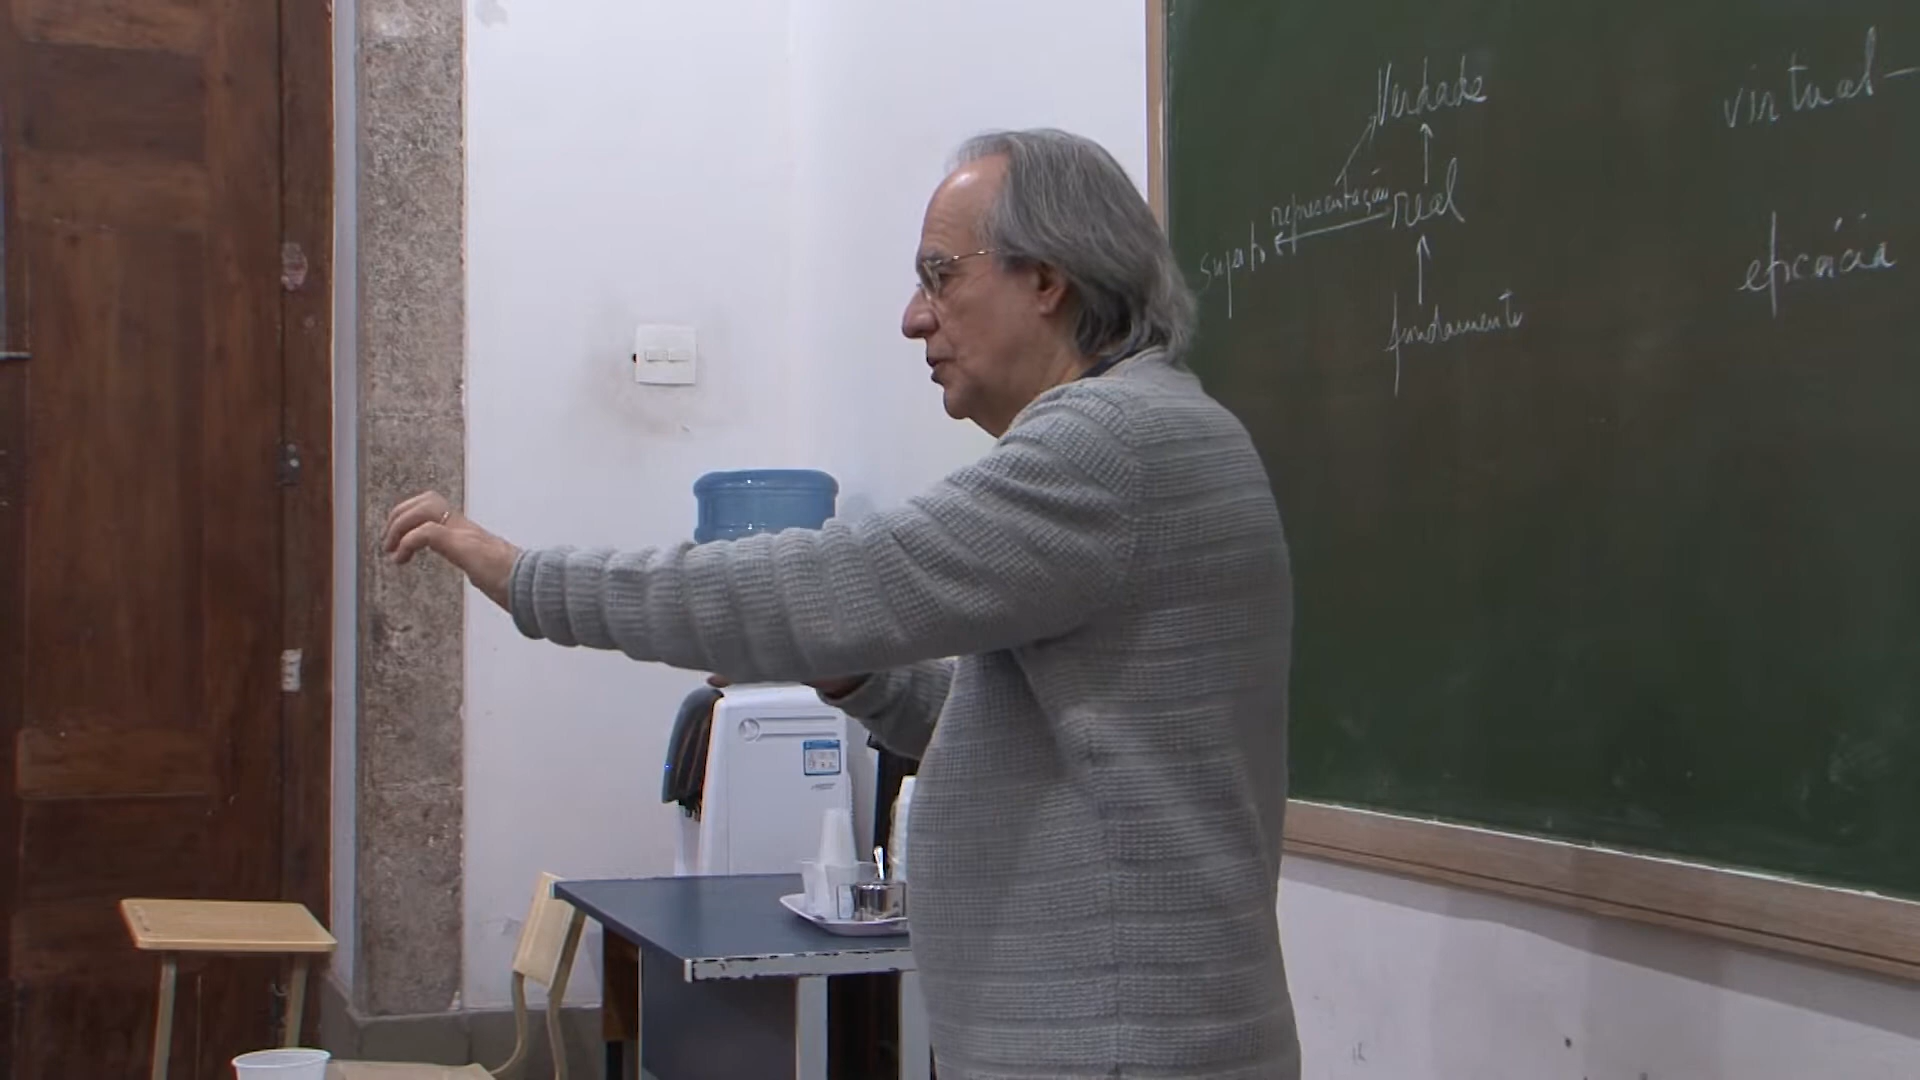 Verdade
virtual –
representação real
sujeito
eficácia
fundamento